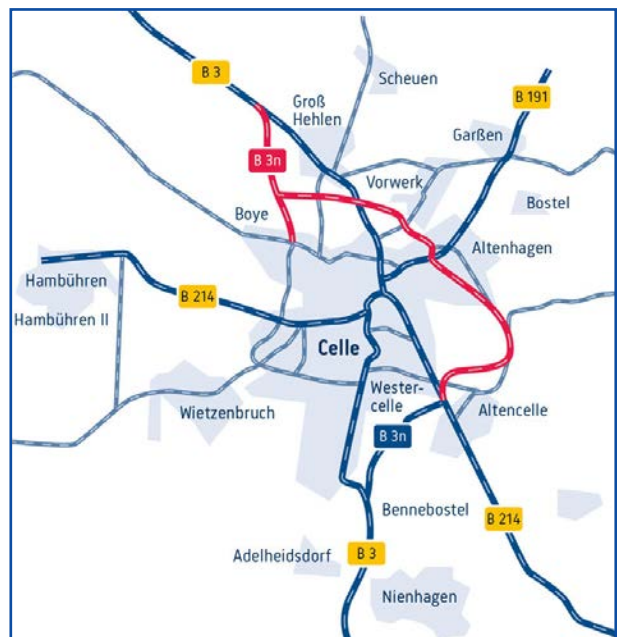 B 3
Scheuen
B 191
Groß
Hehlen
Garßen
B 3n
Vorwerk
Bostel
Boye
Altenhagen
Hambühren
B 214
Hambühren II
Celle
Wester-
celle
Wietzenbruch
Altencelle
B 3n
Bennebostel
B 214
Adelheidsdorf
B 3
Nienhagen